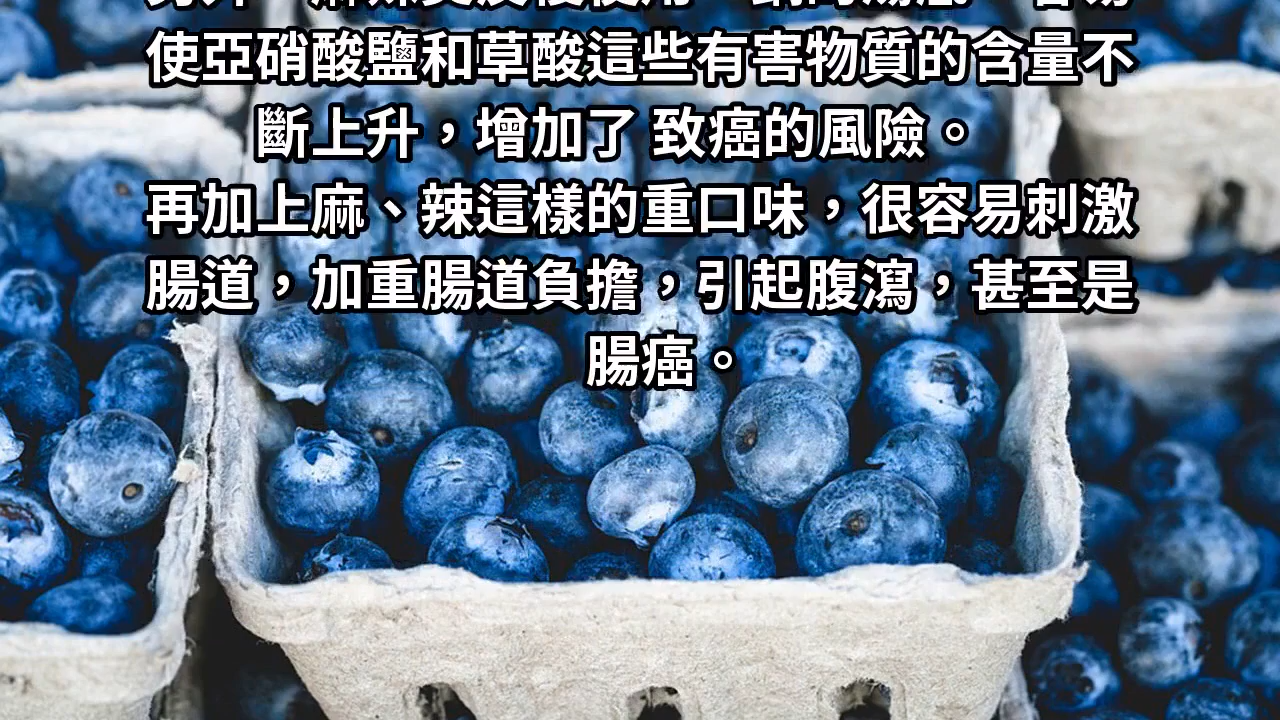 使亞硝酸鹽和草酸這些有害物質的含量不
斷上升，增加了 致癌的風險。
再加上麻、辣這樣的重口味，很容易刺激
腸道，加重腸道負擔，引起腹瀉，甚至是
腸癌。